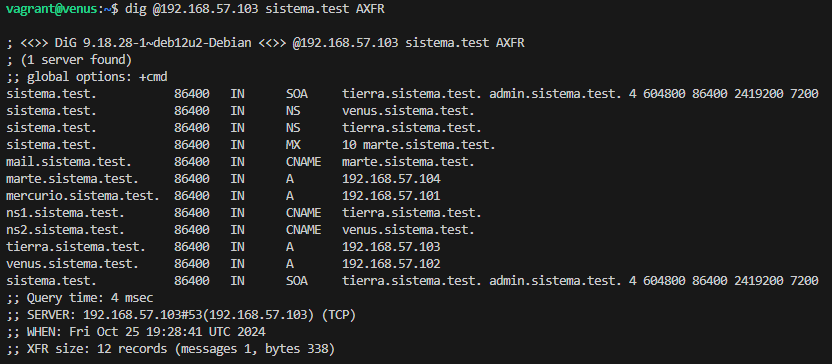 vagrant@venus:~$ dig @192.168.57.103 sistema.test AXFR
; <<>> DiG 9.18.28-1~deb12u2-Debian <<>> @192.168.57.103 sistema.test AXFR
; (1 server found)
;; global options: +cmd
sistema.test. 86400 IN SOA tierra.sistema.test. admin.sistema.test. 4 604800 86400 2419200 7200
sistema.test. 86400 IN NS venus.sistema.test.
sistema.test. 86400 IN NS tierra.sistema.test.
sistema.test. 86400 IN MX 10 marte.sistema.test.
mail.sistema.test. 86400 IN CNAME marte.sistema.test.
marte.sistema.test. 86400 IN A 192.168.57.104
mercurio.sistema.test. 86400 IN A 192.168.57.101
ns1.sistema.test. 86400 IN CNAME tierra.sistema.test.
ns2.sistema.test. 86400 IN CNAME venus.sistema.test.
tierra.sistema.test. 86400 IN A 192.168.57.103
venus.sistema.test. 86400 IN A 192.168.57.102
sistema.test. 86400 IN SOA tierra.sistema.test. admin.sistema.test. 4 604800 86400 2419200 7200
;; Query time: 4 msec
;; SERVER: 192.168.57.103#53(192.168.57.103) (TCP)
;; WHEN: Fri Oct 25 19:28:41 UTC 2024
;; XFR size: 12 records (messages 1, bytes 338)